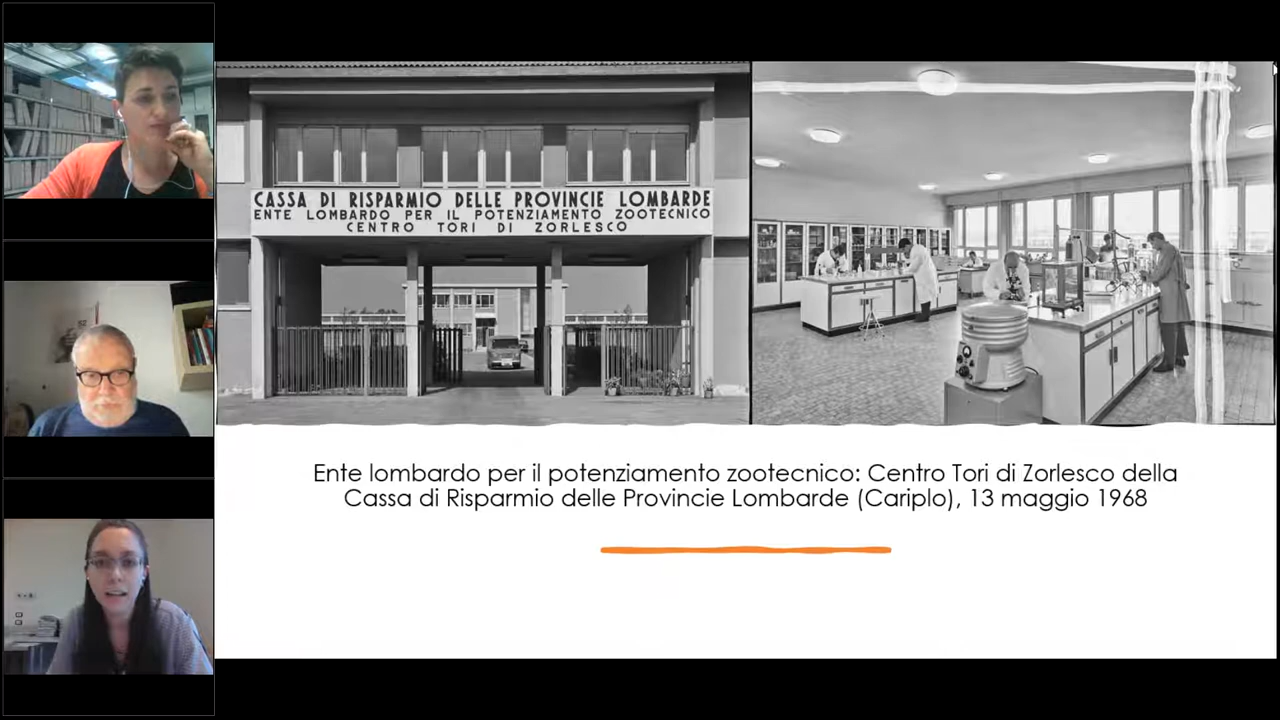 CASSA DI RISPARMIO DELLE PROVINCIE LOMBARDE
ENTE LOMBARDO PER IL POTENZIAMENTO ZOOTECNICO
CENTRO TORI DI ZORLESCO
Ente lombardo per il potenziamento zootecnico: Centro Tori di Zorlesco della
Cassa di Risparmio delle Provincie Lombarde (Cariplo), 13 maggio 1968